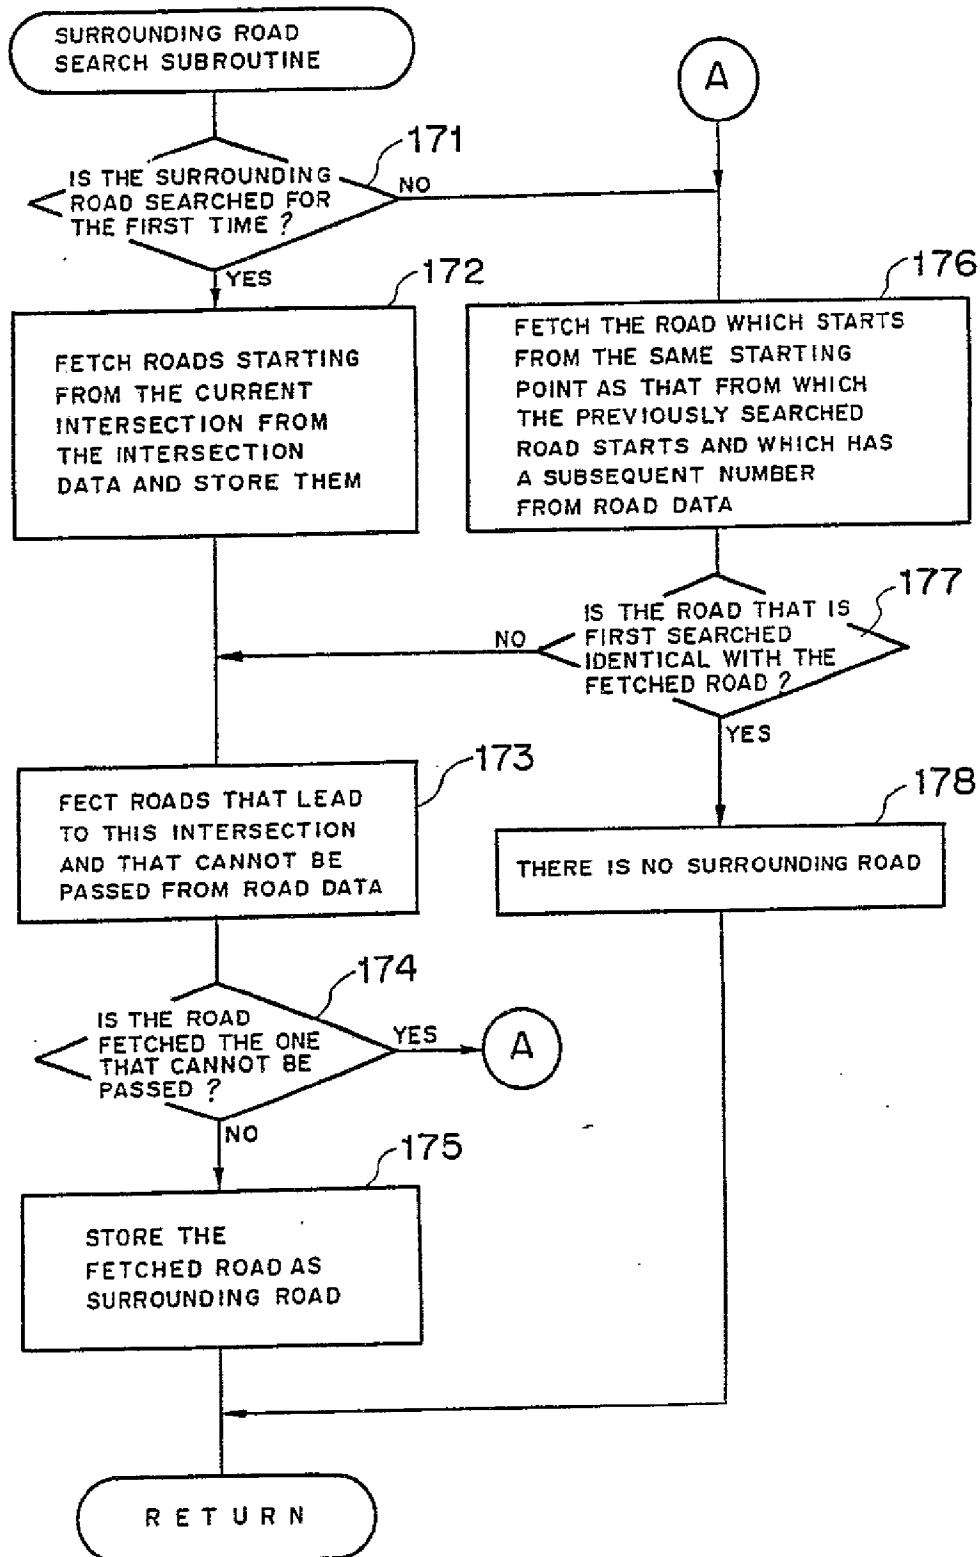 SURROUNDING ROAD
SEARCH SUBROUTINE
A
171
IS THE SURROUNDING
ROAD SEARCHED FOR
THE FIRST TIME ?
NO
YES
172
FETCH ROADS STARTING
FROM THE CURRENT
INTERSECTION FROM
THE INTERSECTION
DATA AND STORE THEM
176
FETCH THE ROAD WHICH STARTS
FROM THE SAME STARTING
POINT AS THAT FROM WHICH
THE PREVIOUSLY SEARCHED
ROAD STARTS AND WHICH HAS
A SUBSEQUENT NUMBER
FROM ROAD DATA
177
IS THE ROAD THAT IS
FIRST SEARCHED
IDENTICAL WITH THE
FETCHED ROAD ?
NO
YES
173
FECT ROADS THAT LEAD
TO THIS INTERSECTION
AND THAT CANNOT BE
PASSED FROM ROAD DATA
178
THERE IS NO SURROUNDING ROAD
174
IS THE ROAD
FETCHED THE ONE
THAT CANNOT BE
PASSED ?
YES
A
NO
175
STORE THE
FETCHED ROAD AS
SURROUNDING ROAD
RETURN